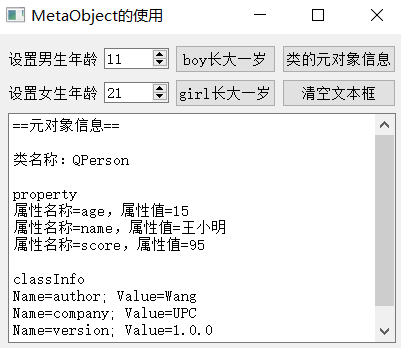 MetaObject的使用
设置男生年龄 11 boy长大一岁 类的元对象信息
设置女生年龄 21 girl长大一岁 清空文本框
==元对象信息==
类名称：QPerson
property
属性名称=age，属性值=15
属性名称=name，属性值=王小明
属性名称=score，属性值=95
classInfo
Name=author; Value=Wang
Name=company; Value=UPC
Name=version; Value=1.0.0